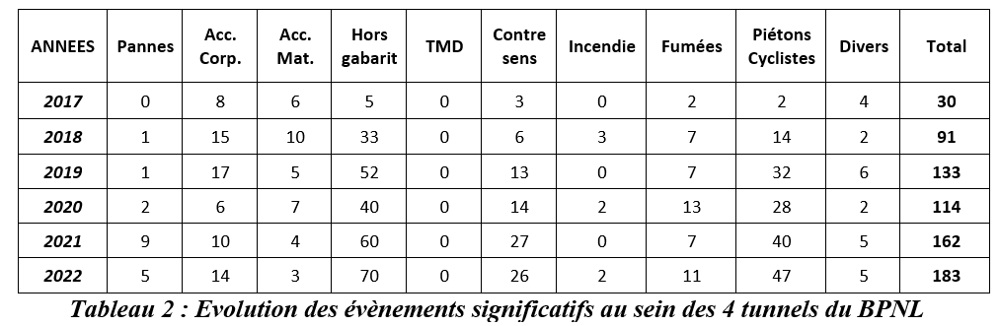 ANNEES Pannes Acc. Corp. Acc. Mat. Hors gabarit TMD Contre sens Incendie Fumées Piétons Cyclistes Divers Total
2017 0 8 6 5 0 3 0 2 2 4 30
2018 1 15 10 33 0 6 3 7 14 2 91
2019 1 17 5 52 0 13 0 7 32 6 133
2020 2 6 7 40 0 14 2 13 28 2 114
2021 9 10 4 60 0 27 0 7 40 5 162
2022 5 14 3 70 0 26 2 11 47 5 183
Tableau 2 : Evolution des évènements significatifs au sein des 4 tunnels du BPNL